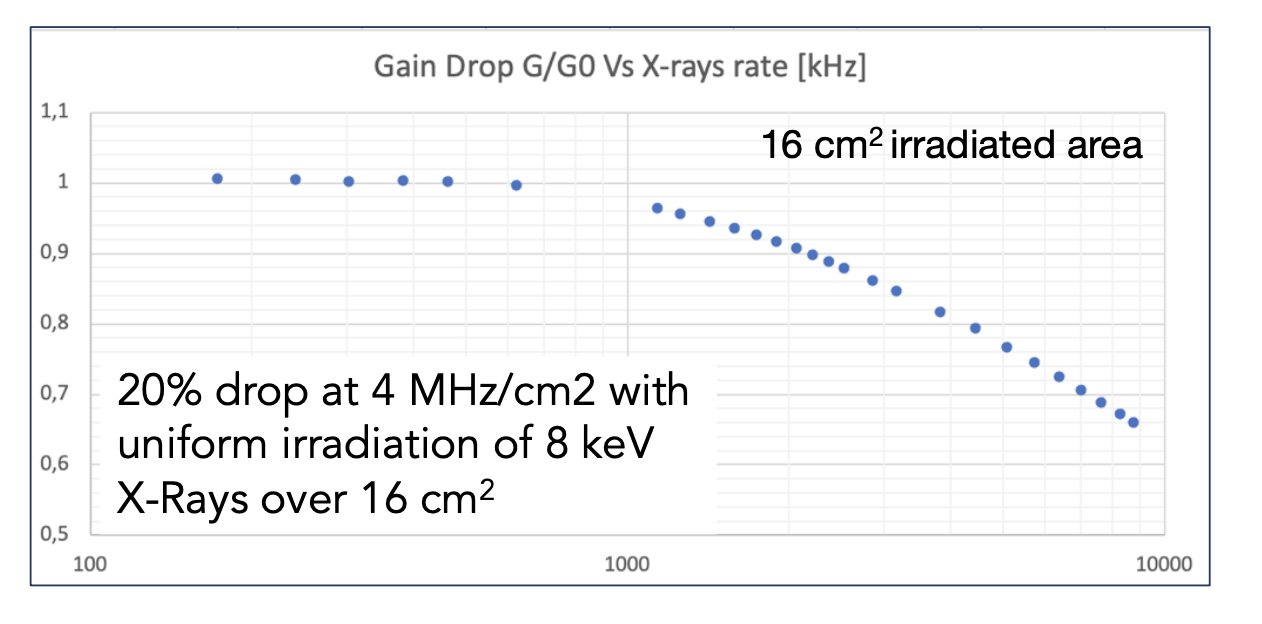 Gain Drop G/G0 Vs X-rays rate [kHz]
1,1
16 cm² irradiated area
1
0,9
0,8
0,7
20% drop at 4 MHz/cm2 with
uniform irradiation of 8 keV
X-Rays over 16 cm²
0,6
0,5
100
1000
10000